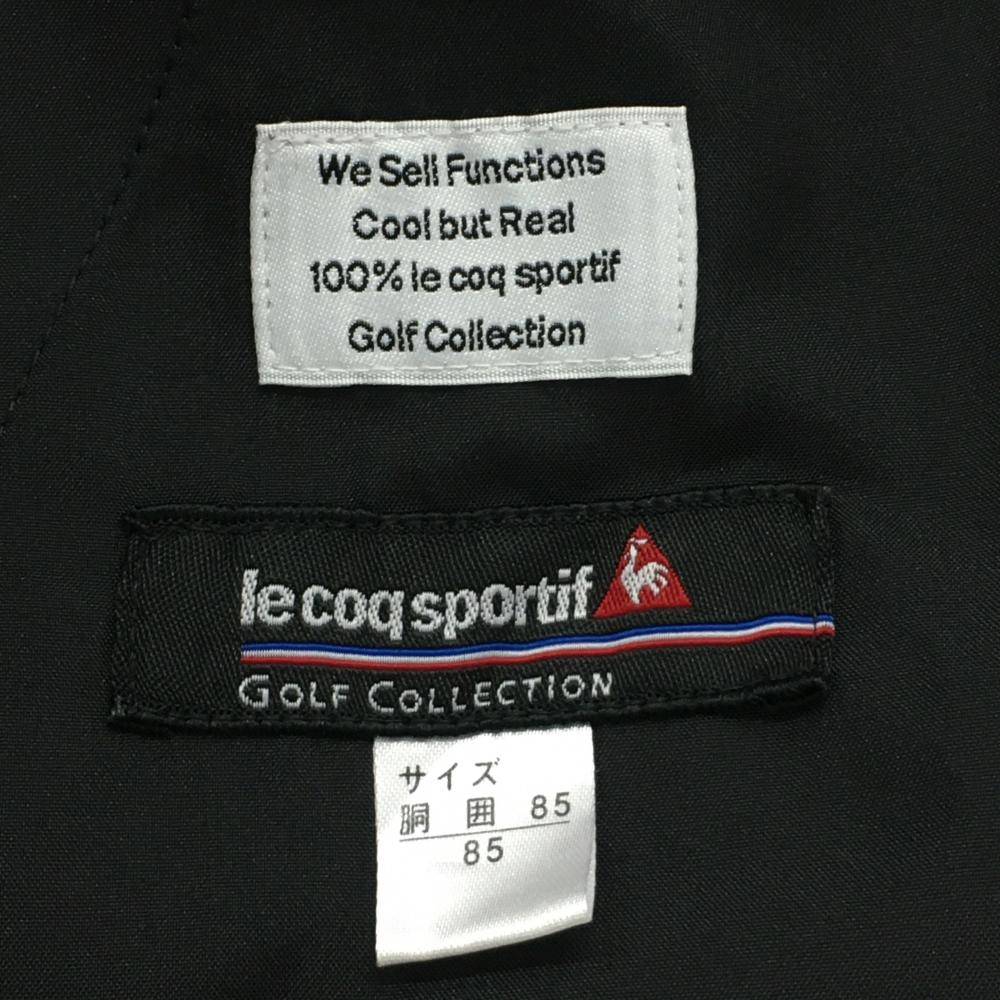 We Sell Functions
Cool but Real
100% le coq sportif
Golf Collection
le coq sportif
GOLF COLLECTION
サイズ
胴 囲 85
85